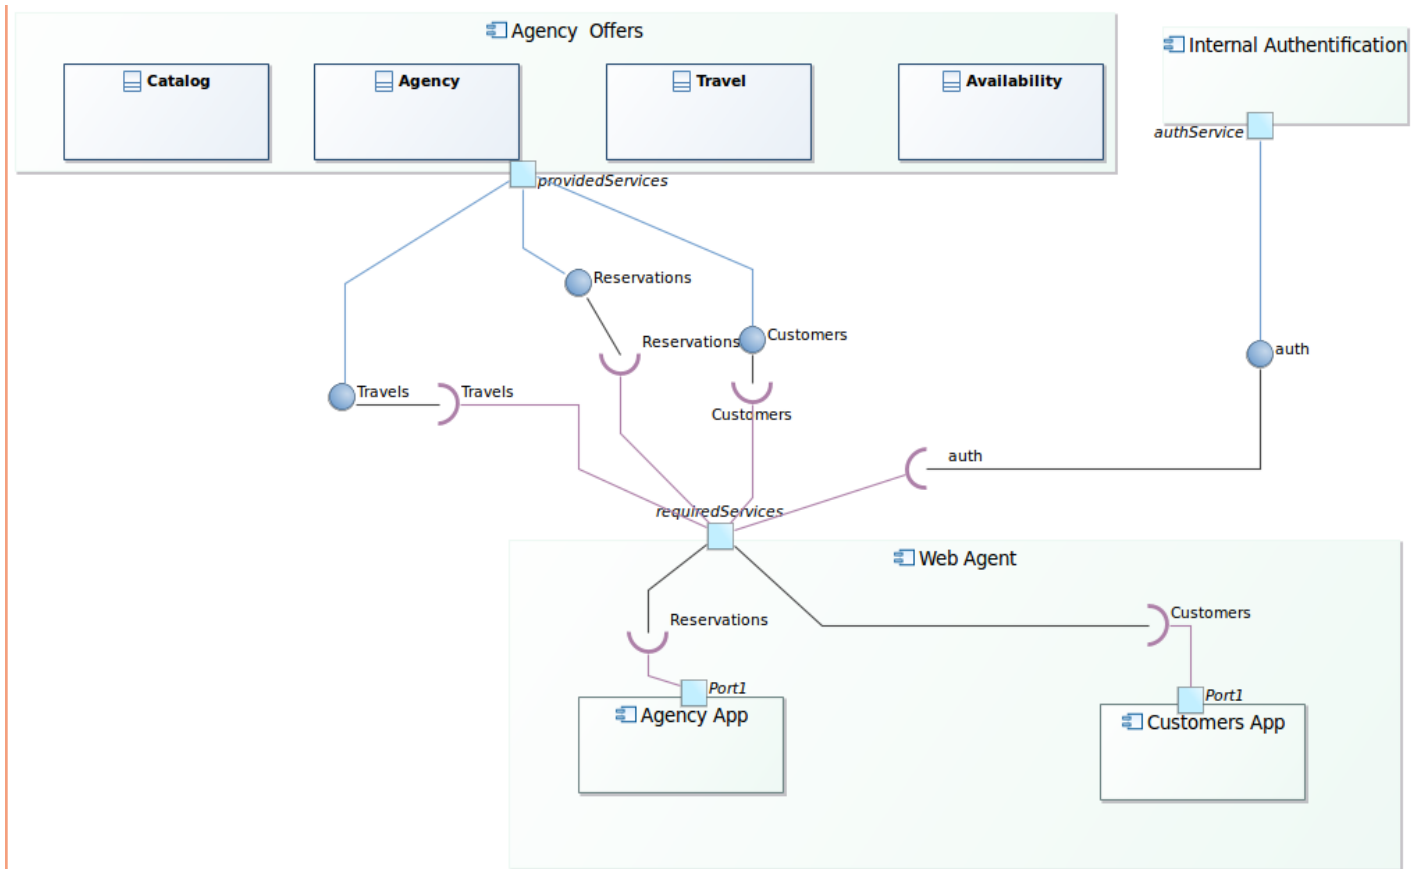 Agency  Offers
Internal Authentification
Catalog
Agency
Travel
Availability
authService
providedServices
Reservations
Customers
Reservations
auth
Travels
Travels
Customers
auth
requiredServices
Web Agent
Customers
Reservations
Port1
Port1
Agency App
Customers App